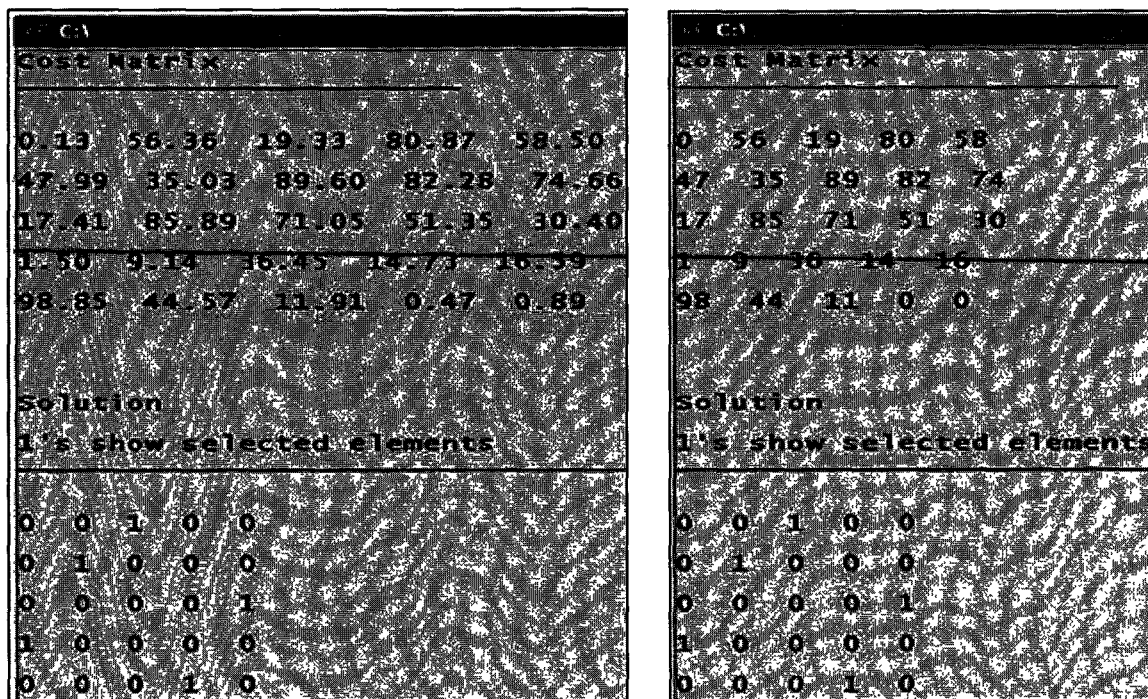 C:\
Cost Matrix
0.13 56.36 19.33 80.87 58.50
47.99 35.03 89.60 82.28 74.66
17.41 85.89 71.05 51.35 30.40
1.50 9.14 36.45 14.73 16.59
98.85 44.57 11.91 0.47 0.89
Solution
1's show selected elements
0 0 1 0 0
0 1 0 0 0
0 0 0 0 1
1 0 0 0 0
0 0 0 1 0
C:\
Cost Matrix
0 56 19 80 58
47 35 89 82 74
17 85 71 51 30
1 9 36 14 16
98 44 11 0 0
Solution
1's show selected element
0 0 1 0 0
0 1 0 0 0
0 0 0 0 1
1 0 0 0 0
0 0 0 1 0